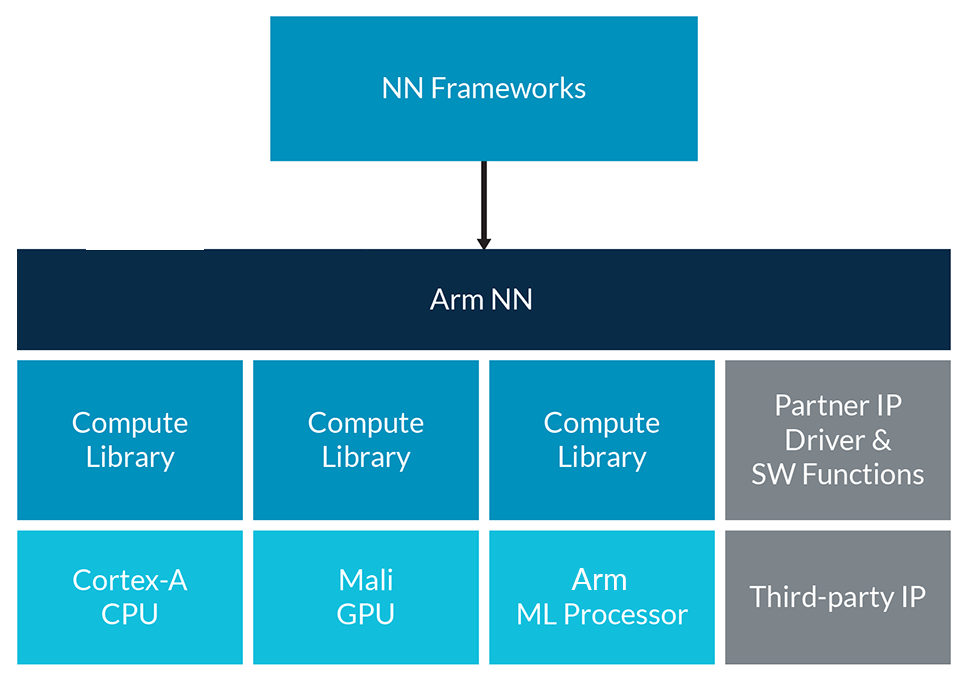 NN Frameworks
Arm NN
Compute
Library
Compute
Library
Compute
Library
Partner IP
Driver &
SW Functions
Cortex-A
CPU
Mali
GPU
Arm
ML Processor
Third-party IP